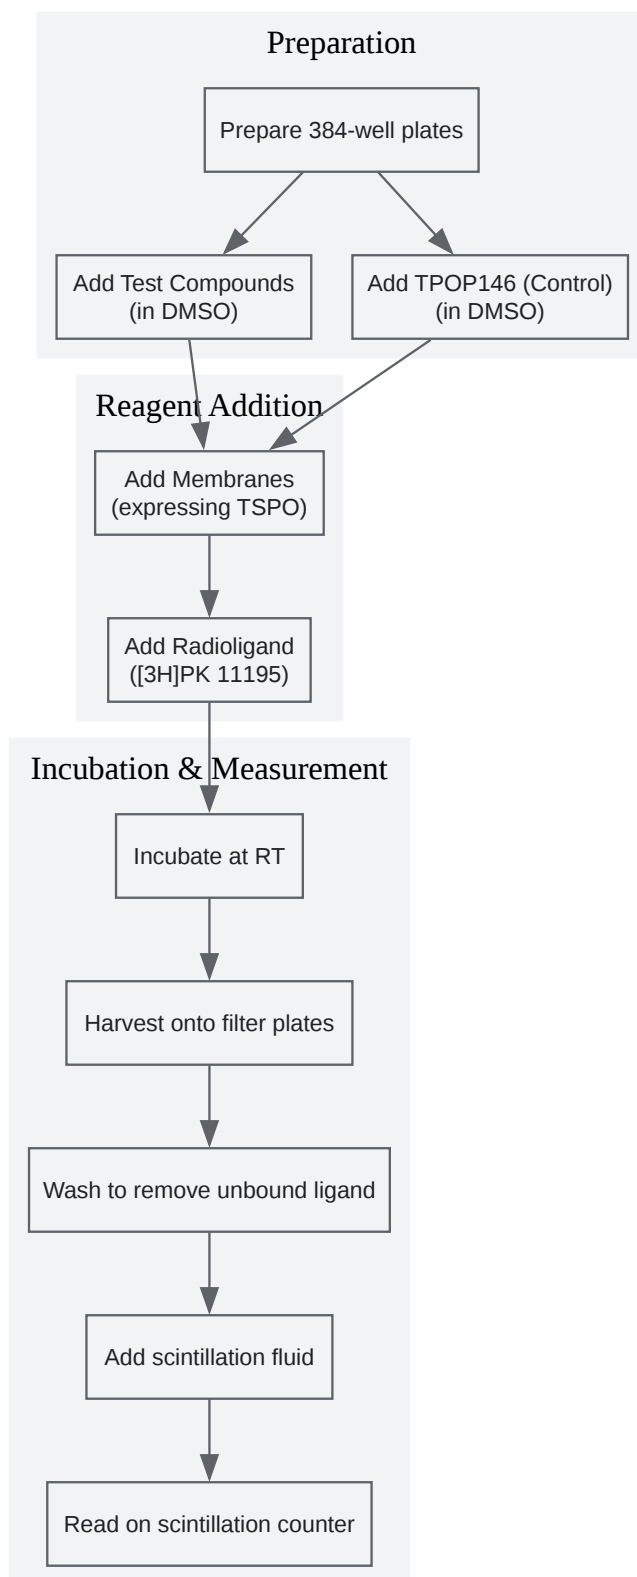 Preparation
Prepare 384-well plates
Add Test Compounds
(in DMSO)
Add TPOP146 (Control)
(in DMSO)
Reagent Addition
Add Membranes
(expressing TSPO)
Add Radioligand
([3H]PK 11195)
Incubation & Measurement
Incubate at RT
Harvest onto filter plates
Wash to remove unbound ligand
Add scintillation fluid
Read on scintillation counter